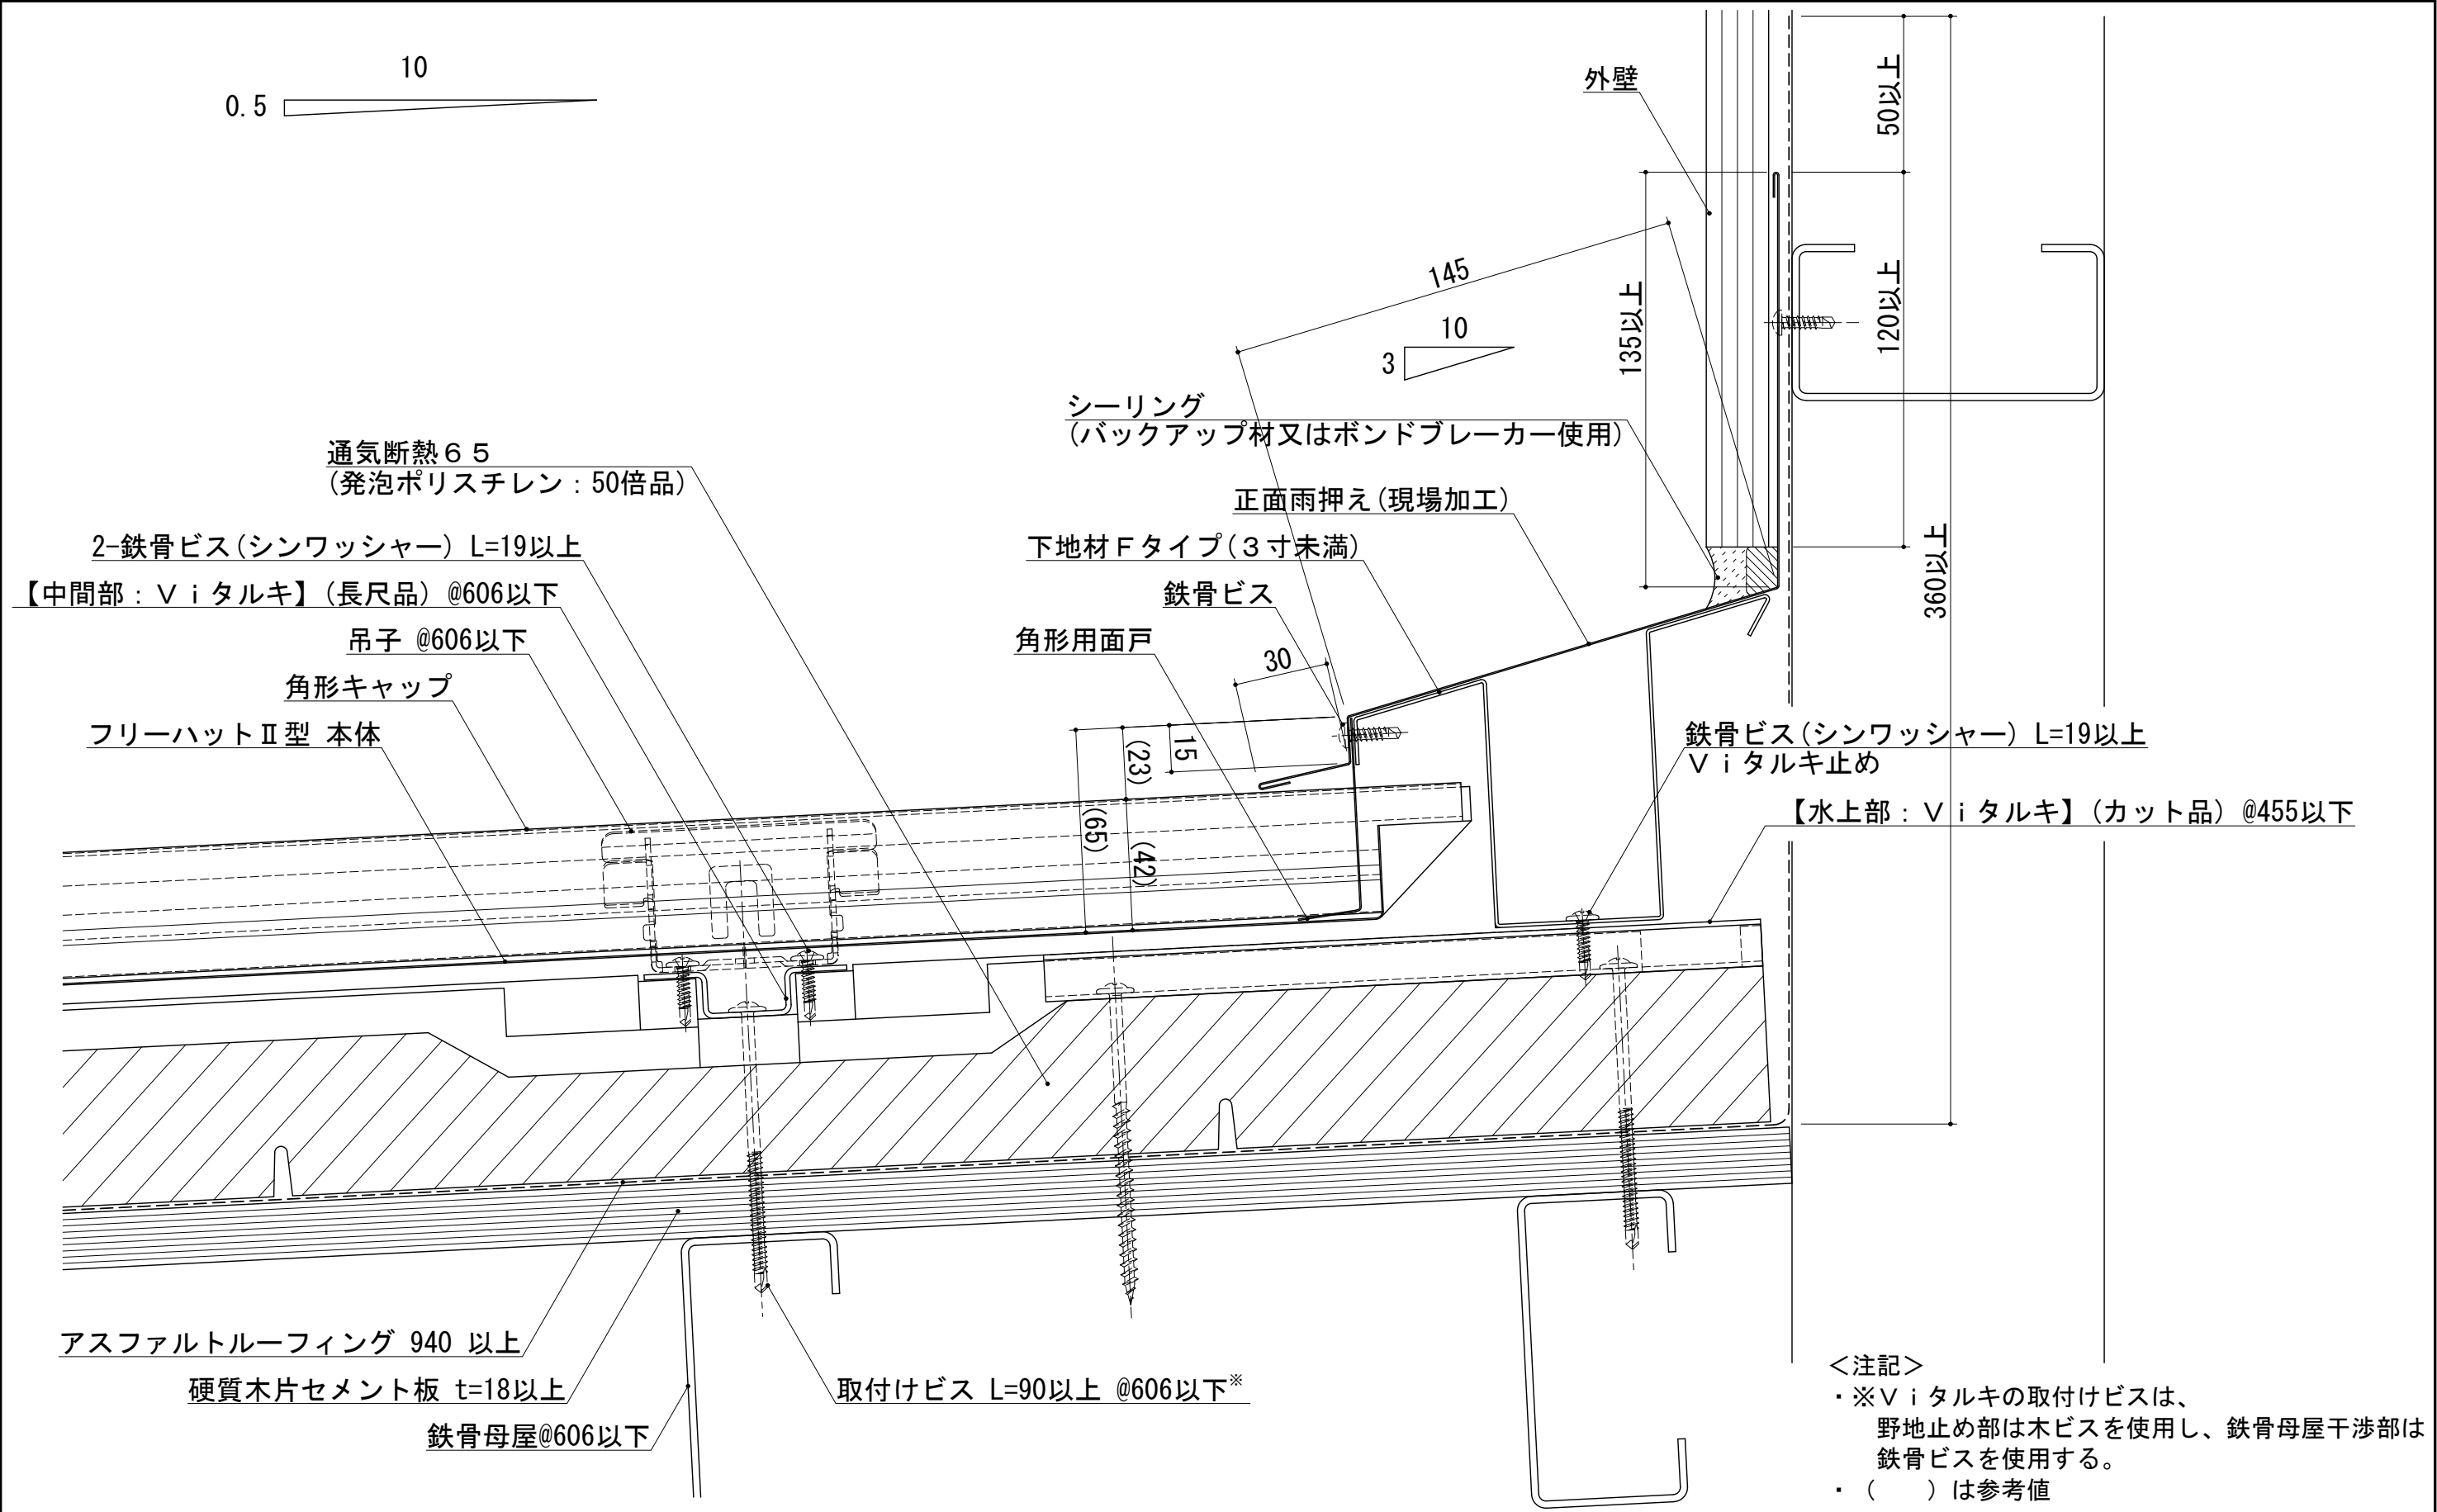 10
0.5
外壁
50以上
145
10
3
135以上
120以上
シーリング
(バックアップ材又はボンドブレーカー使用)
通気断熱６５
(発泡ポリスチレン：50倍品)
正面雨押え(現場加工)
2-鉄骨ビス(シンワッシャー) L=19以上
下地材Ｆタイプ(３寸未満)
【中間部：Ｖｉタルキ】(長尺品) @606以下
鉄骨ビス
360以上
吊子 @606以下
角形用面戸
30
角形キャップ
フリーハットⅡ型 本体
15
(23)
(65)
(42)
鉄骨ビス(シンワッシャー) L=19以上
Ｖｉタルキ止め
【水上部：Ｖｉタルキ】(カット品) @455以下
アスファルトルーフィング 940 以上
硬質木片セメント板 t=18以上
取付けビス L=90以上 @606以下※
鉄骨母屋@606以下
＜注記＞
・※Ｖｉタルキの取付けビスは、
野地止め部は木ビスを使用し、鉄骨母屋干渉部は
鉄骨ビスを使用する。
・（　　）は参考値